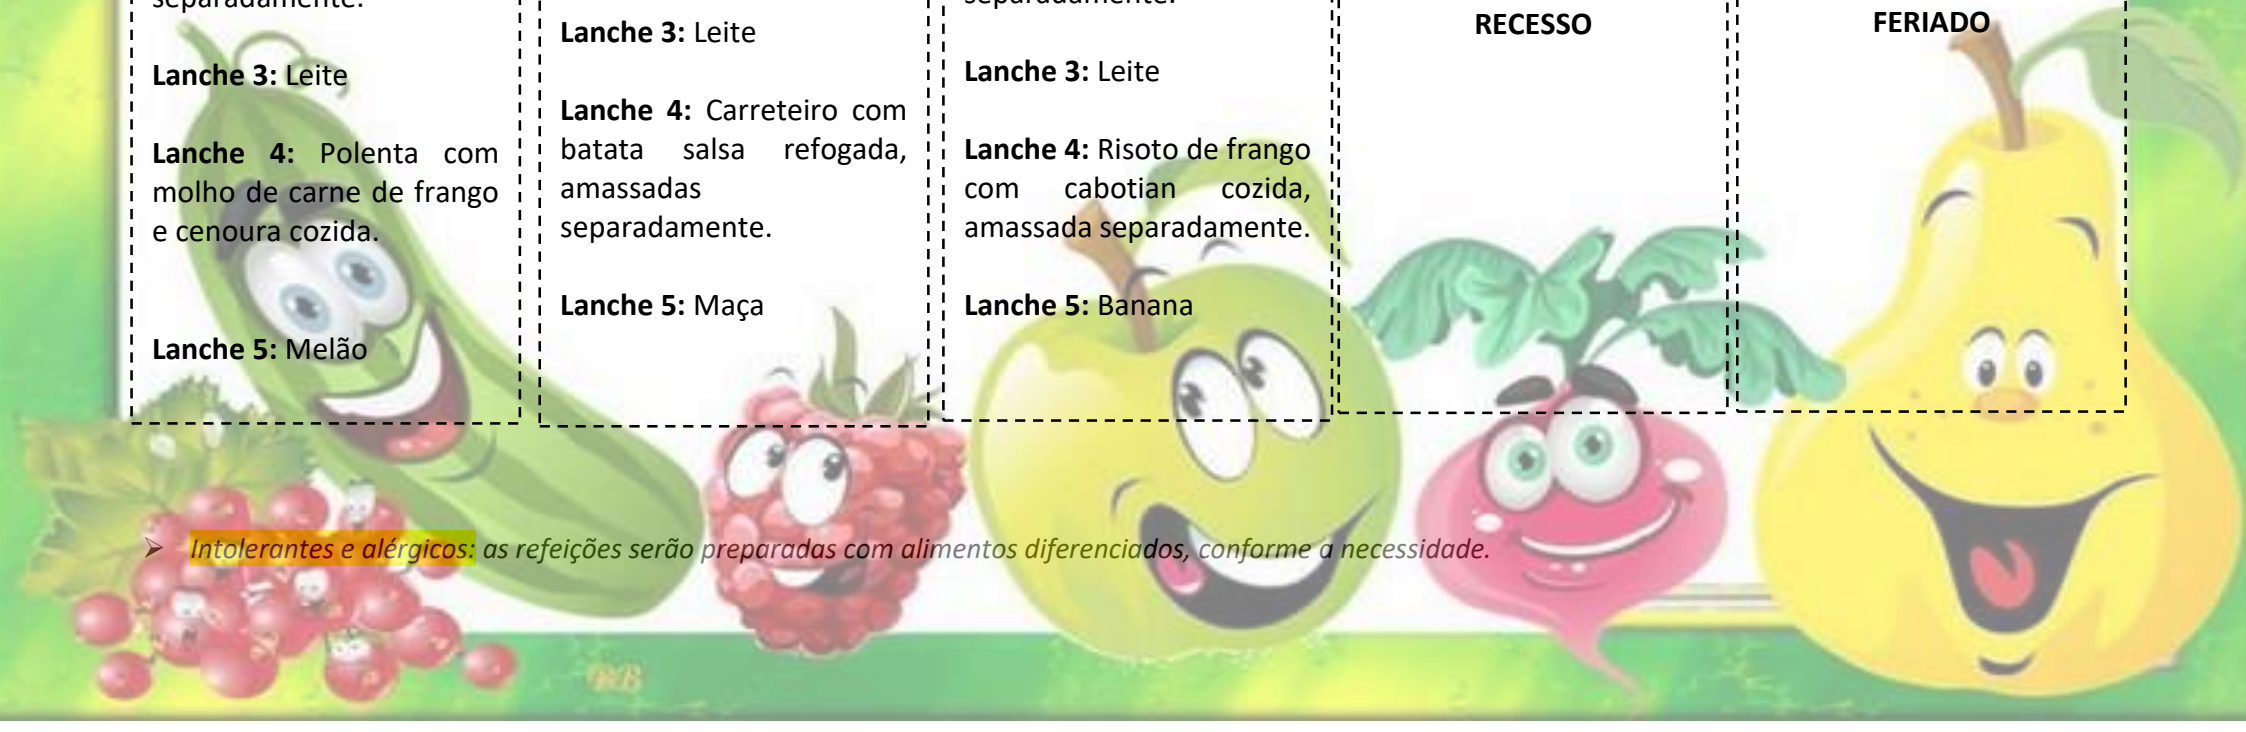 separadamente.
Lanche 3: Leite
Lanche 4: Polenta com
molho de carne de frango
e cenoura cozida.
Lanche 5: Melão
Lanche 3: Leite
Lanche 4: Carreteiro com
batata salsa refogada,
amassadas
separadamente.
Lanche 5: Maça
separadamente.
Lanche 3: Leite
Lanche 4: Risoto de frango
com cabotian cozida,
amassada separadamente.
Lanche 5: Banana
RECESSO
FERIADO
➢ Intolerantes e alérgicos: as refeições serão preparadas com alimentos diferenciados, conforme a necessidade.